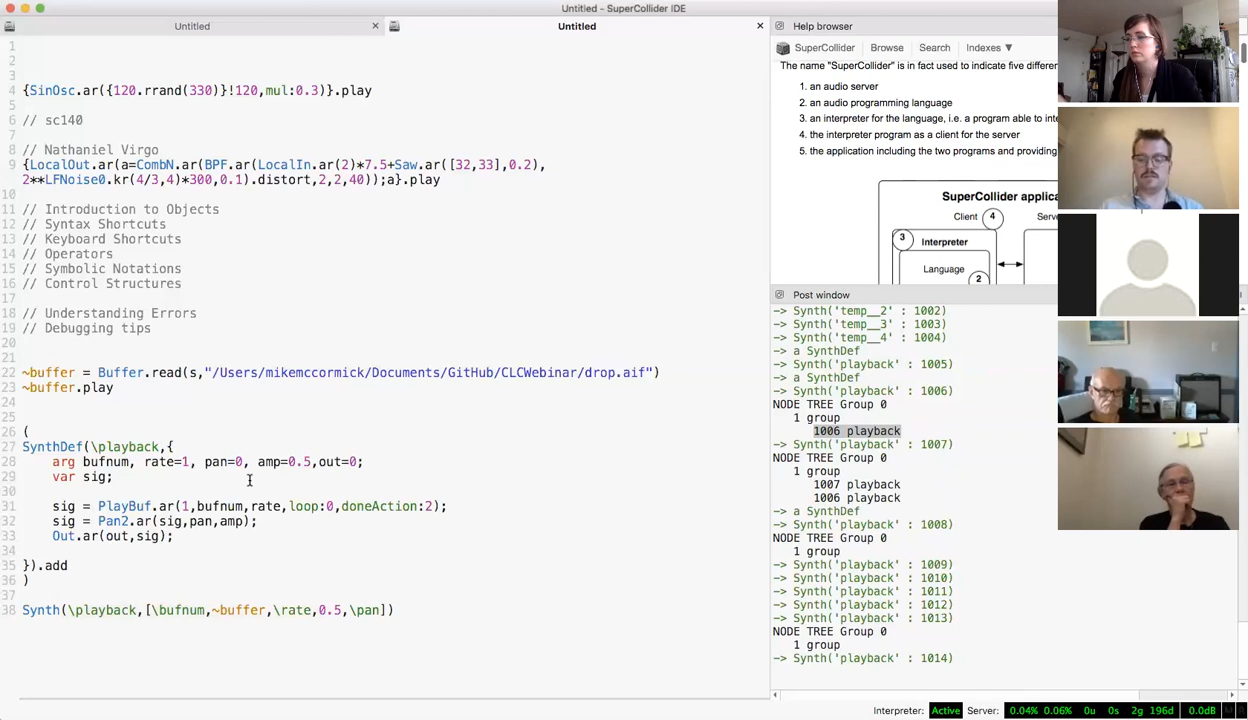 Untitled - SuperCollider IDE
Untitled
Untitled
1
2
3
4 {SinOsc.ar({120.rrand(330)}!120,mul:0.3)}.play
5
6 // sc140
7
8 // Nathaniel Virgo
9 {LocalOut.ar(a=CombN.ar(BPF.ar(LocalIn.ar(2)*7.5+Saw.ar([32,33],0.2),
2**LFNoise0.kr(4/3,4)*300,0.1).distort,2,2,40));a}.play
10
11 // Introduction to Objects
12 // Syntax Shortcuts
13 // Keyboard Shortcuts
14 // Operators
15 // Symbolic Notations
16 // Control Structures
17
18 // Understanding Errors
19 // Debugging tips
20
21
22 ~buffer = Buffer.read(s,"/Users/mikemccormick/Documents/GitHub/CLCWebinar/drop.aif")
23 ~buffer.play
24
25
26 (
27 SynthDef(\playback,{
28 arg bufnum, rate=1, pan=0, amp=0.5,out=0;
29 var sig;
30
31 sig = PlayBuf.ar(1,bufnum,rate,loop:0,doneAction:2);
32 sig = Pan2.ar(sig,pan,amp);
33 Out.ar(out,sig);
34
35 }).add
36 )
37
38 Synth(\playback,[\bufnum,~buffer,\rate,0.5,\pan])
Help browser
SuperCollider Browse Search Indexes ▼
The name "SuperCollider" is in fact used to indicate five differen
1. an audio server
2. an audio programming language
3. an interpreter for the language, i.e. a program able to inte
4. the interpreter program as a client for the server
5. the application including the two programs and providing
SuperCollider applica
Client 4 Serv
3 Interpreter
Language 2
Post window
-> Synth('temp__2' : 1002)
-> Synth('temp__3' : 1003)
-> Synth('temp__4' : 1004)
-> a SynthDef
-> Synth('playback' : 1005)
-> a SynthDef
-> Synth('playback' : 1006)
NODE TREE Group 0
1 group
1006 playback
-> Synth('playback' : 1007)
NODE TREE Group 0
1 group
1007 playback
1006 playback
-> a SynthDef
-> Synth('playback' : 1008)
NODE TREE Group 0
1 group
-> Synth('playback' : 1009)
-> Synth('playback' : 1010)
-> Synth('playback' : 1011)
-> Synth('playback' : 1012)
-> Synth('playback' : 1013)
NODE TREE Group 0
1 group
-> Synth('playback' : 1014)
Interpreter: Active Server: 0.04% 0.06% 0u 0s 2g 196d 0.0dB